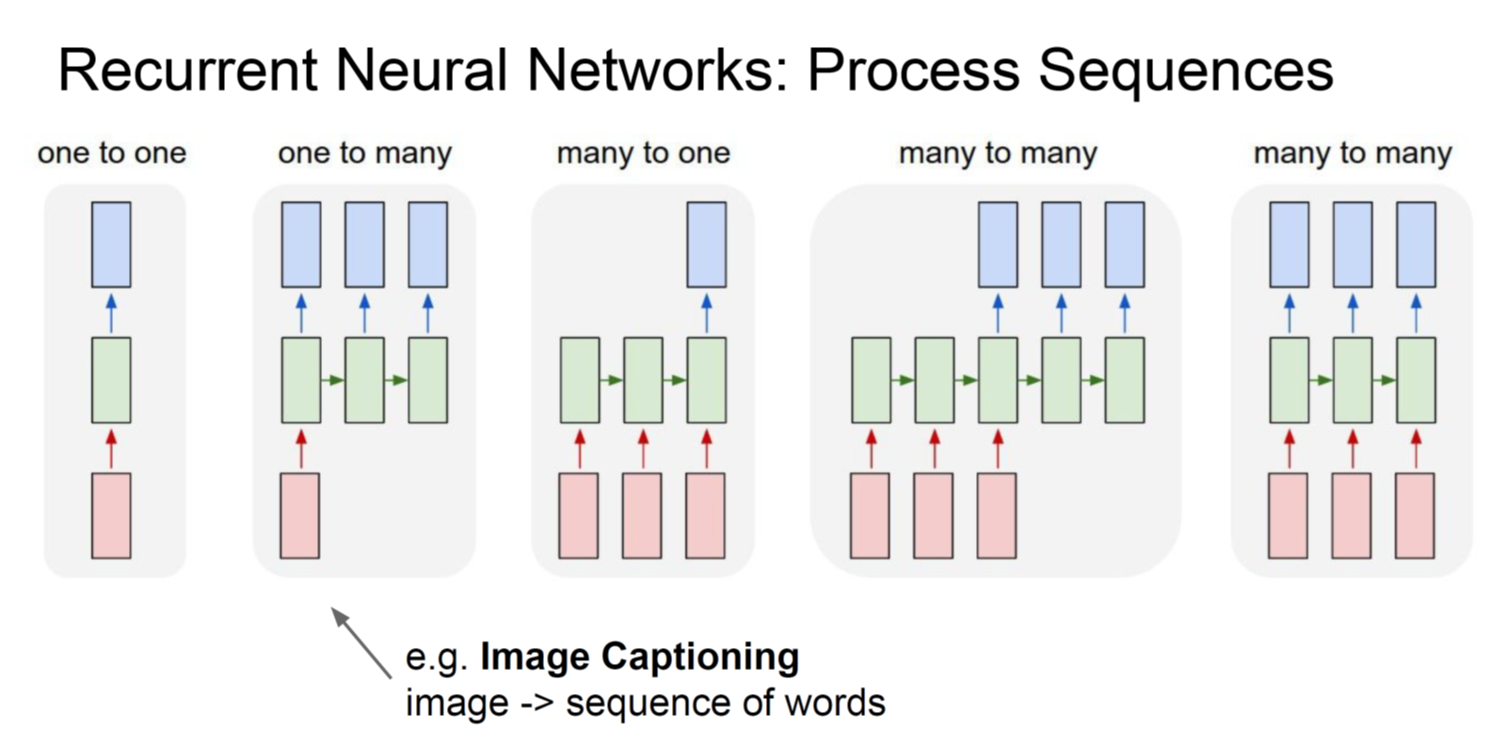 Recurrent Neural Networks: Process Sequences
one to one
one to many
many to one
many to many
many to many
e.g. Image Captioning
image -> sequence of words